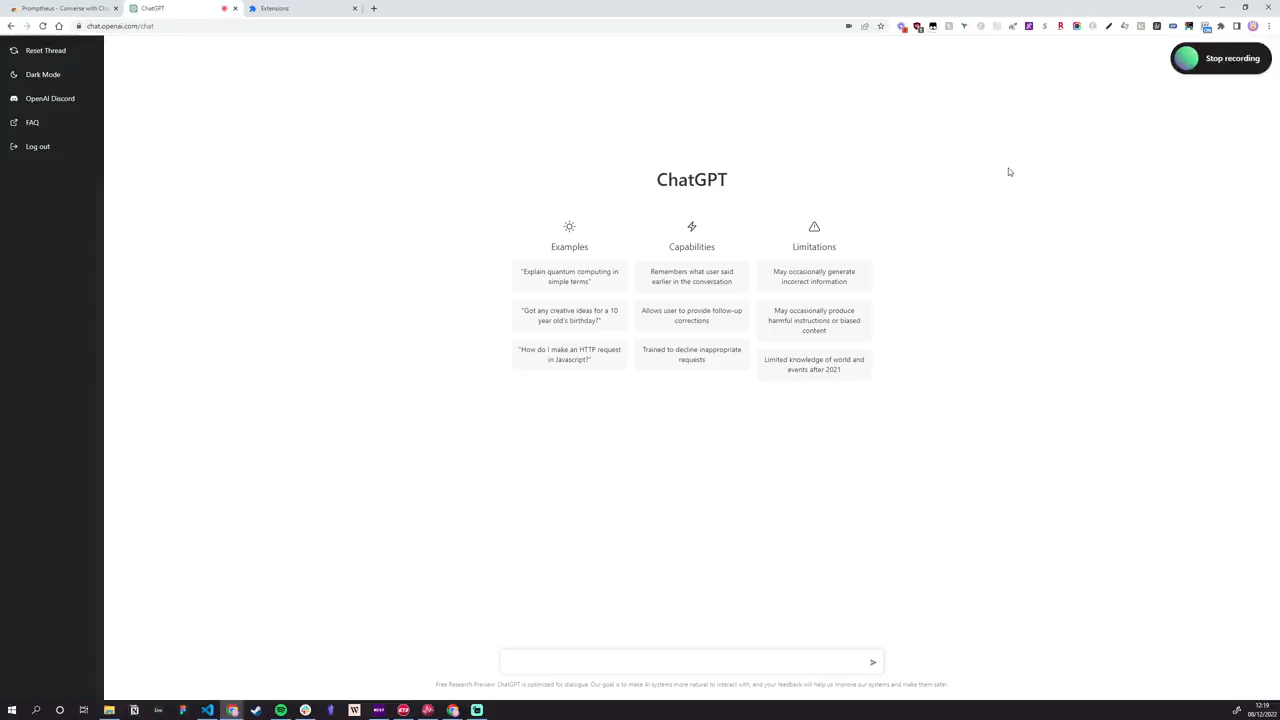 Promptheus - Converse with Cha
ChatGPT
Extensions
chat.openai.com/chat
Stop recording
Reset Thread
Dark Mode
OpenAI Discord
FAQ
Log out
ChatGPT
Examples
Capabilities
Limitations
"Explain quantum computing in
simple terms"
Remembers what user said
earlier in the conversation
May occasionally generate
incorrect information
"Got any creative ideas for a 10
year old's birthday?"
Allows user to provide follow-up
corrections
May occasionally produce
harmful instructions or biased
content
"How do I make an HTTP request
in Javascript?"
Trained to decline inappropriate
requests
Limited knowledge of world and
events after 2021
Free Research Preview: ChatGPT is optimized for dialogue. Our goal is to make AI systems more natural to interact with, and your feedback will help us improve our systems and make them safer.
12:19
08/12/2022